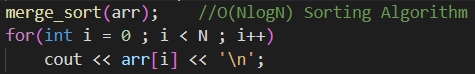 merge_sort(arr);    //O(NlogN) Sorting Algorithm
for(int i = 0 ; i < N ; i++)
    cout << arr[i] << '\n';